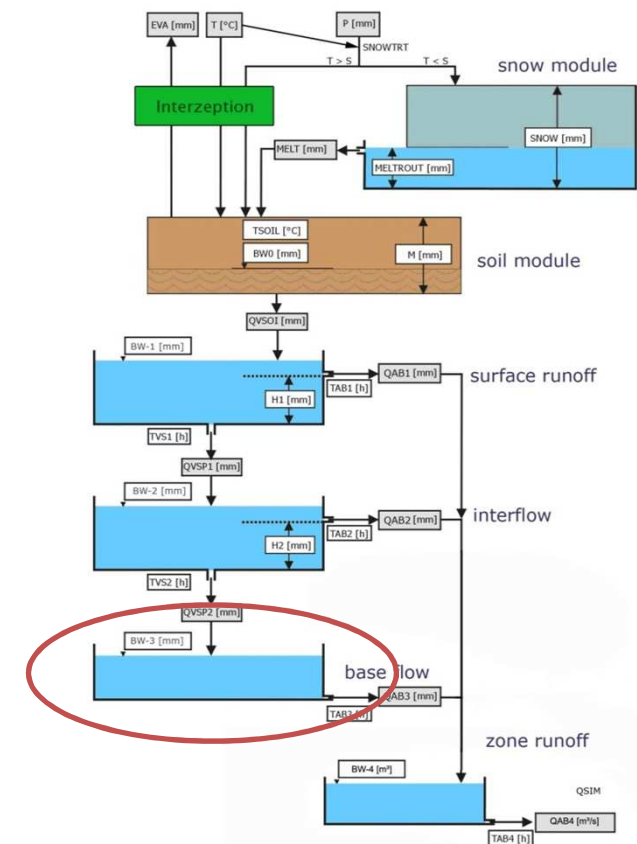 EVA [mm]
T [°C]
P [mm]
SNOWTRT
T > S
T < S
snow module
Interzeption
SNOW [mm]
MELT [mm]
MELTROUT [mm]
TSOIL [°C]
BW0 [mm]
M [mm]
soil module
QVSOI [mm]
BW-1 [mm]
QAB1 [mm]
surface runoff
TAB1 [h]
H1 [mm]
TVS1 [h]
QVSP1 [mm]
BW-2 [mm]
QAB2 [mm]
interflow
TAB2 [h]
H2 [mm]
TVS2 [h]
QVSP2 [mm]
BW-3 [mm]
base flow
QAB3 [mm]
TAB3 [h]
zone runoff
BW-4 [m³]
QSIM
QAB4 [m³/s]
TAB4 [h]